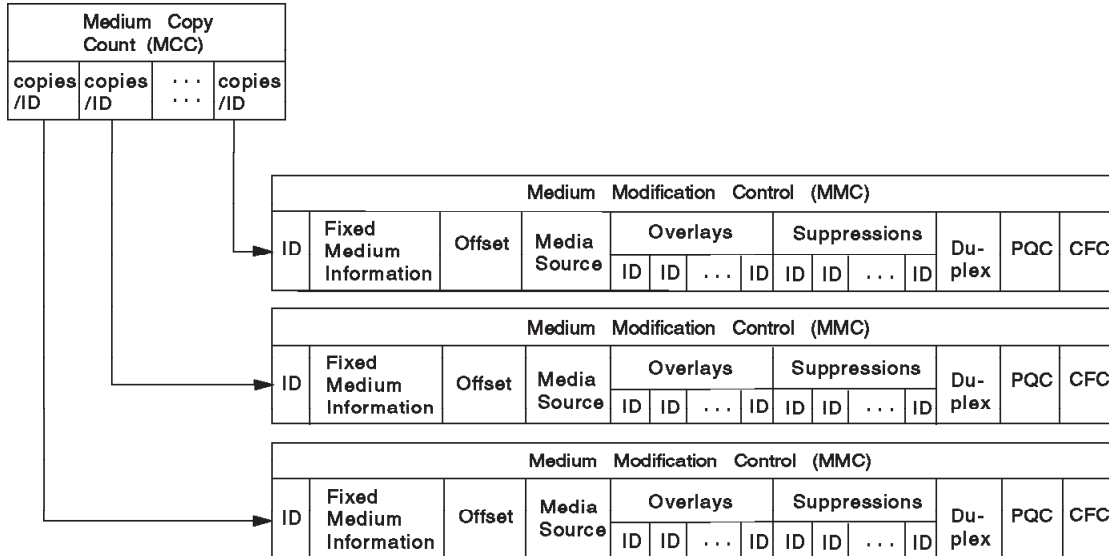 Medium Copy
Count (MCC)
copies copies ... copies
/ID /ID ... /ID
Medium Modification Control (MMC)
ID Fixed Medium Information Offset Media Source Overlays Suppressions Du-plex PQC CFC
ID ID ... ID ID ID ... ID
Medium Modification Control (MMC)
ID Fixed Medium Information Offset Media Source Overlays Suppressions Du-plex PQC CFC
ID ID ... ID ID ID ... ID
Medium Modification Control (MMC)
ID Fixed Medium Information Offset Media Source Overlays Suppressions Du-plex PQC CFC
ID ID ... ID ID ID ... ID